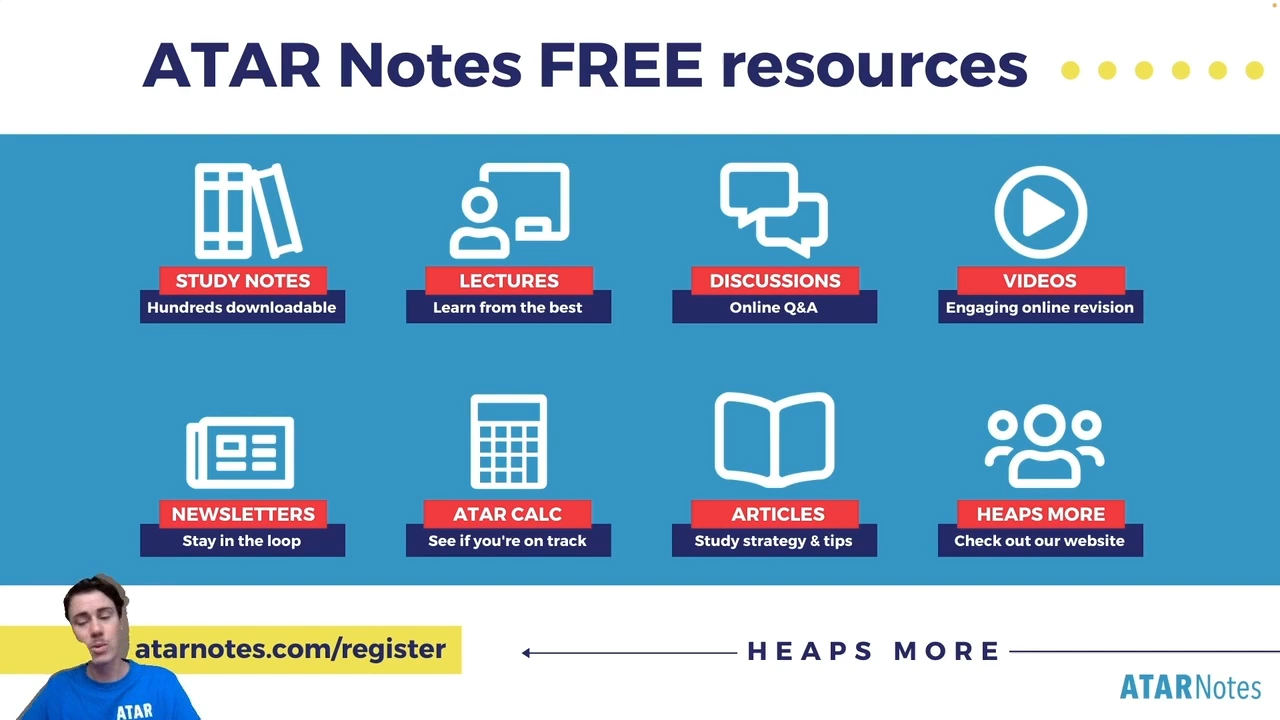 ATAR Notes FREE resources
STUDY NOTES
Hundreds downloadable
LECTURES
Learn from the best
DISCUSSIONS
Online Q&A
VIDEOS
Engaging online revision
NEWSLETTERS
Stay in the loop
ATAR CALC
See if you're on track
ARTICLES
Study strategy & tips
HEAPS MORE
Check out our website
atarnotes.com/register
HEAPS MORE
ATARNotes
ATAR